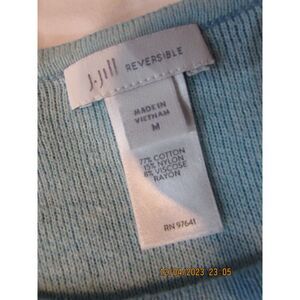 J.Jill REVERSIBLE
MADE IN
VIETNAM
M
77% COTTON
15% NYLON
8% VISCOSE
RAYON
RN 97641
12/04/2023 23:05